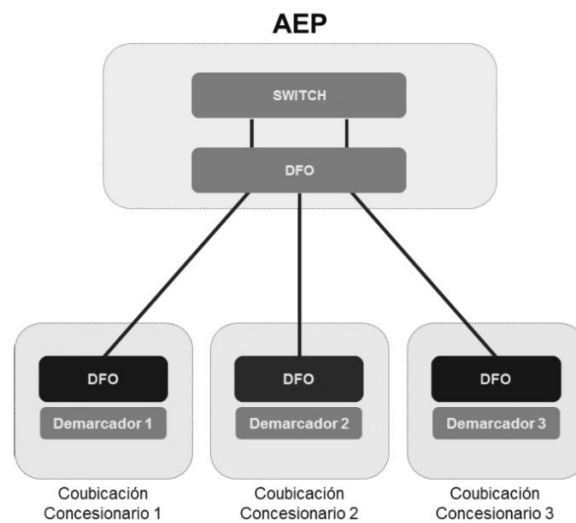 AEP
SWITCH
DFO
DFO
DFO
DFO
Demarcador 1
Demarcador 2
Demarcador 3
Coubicación
Concesionario 1
Coubicación
Concesionario 2
Coubicación
Concesionario 3